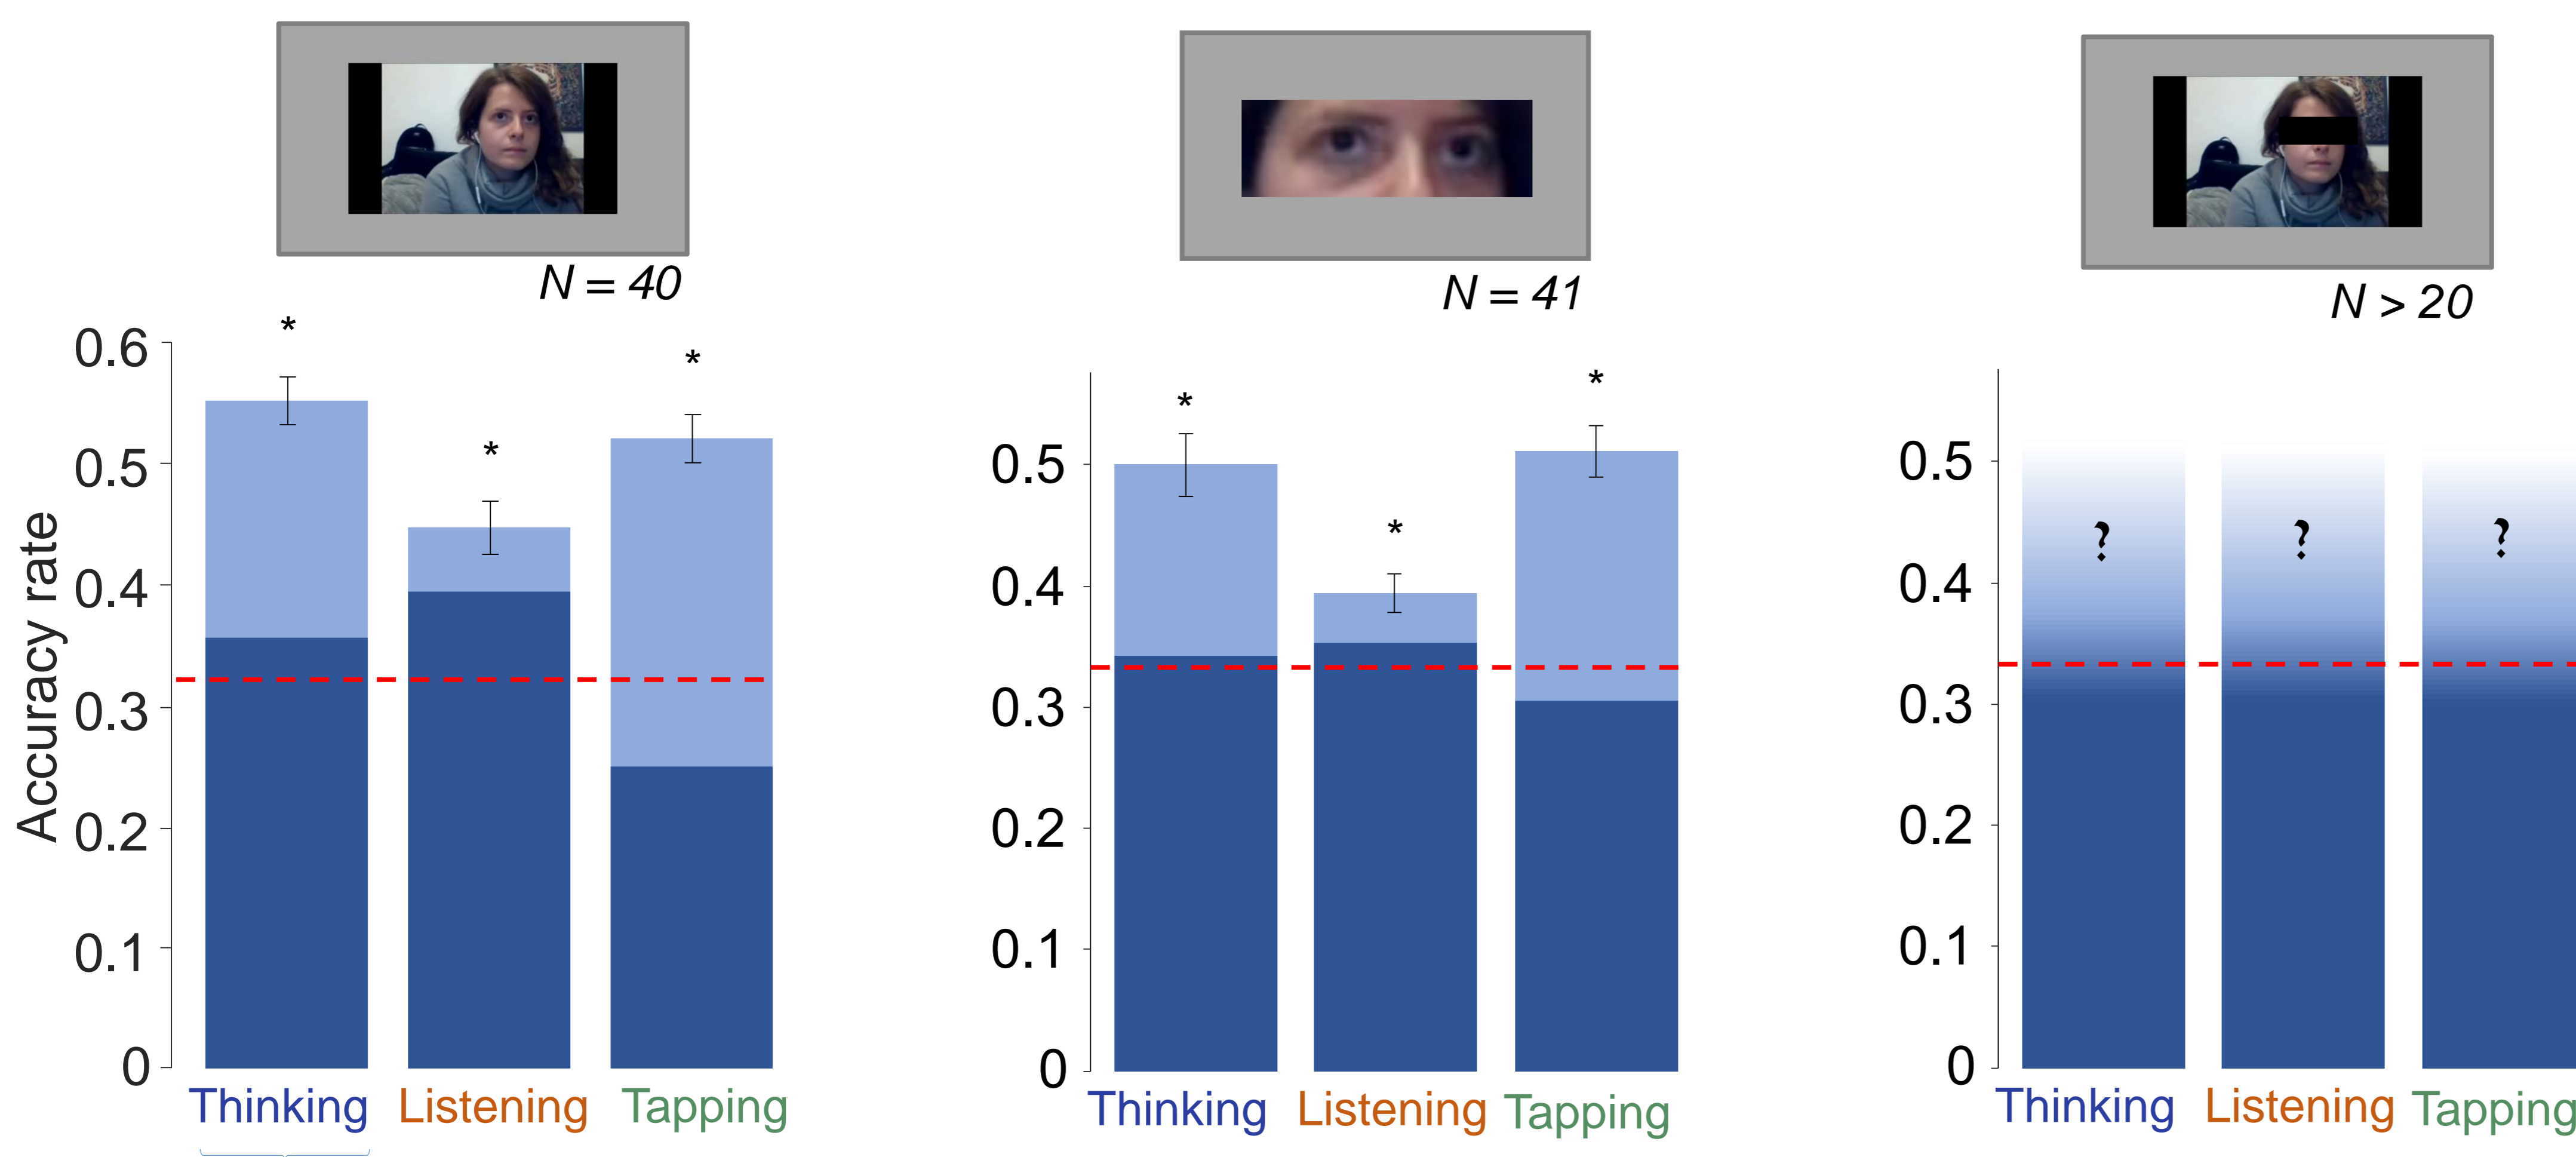 N = 40
N = 41
N > 20
Accuracy rate
0.6
0.5
0.4
0.3
0.2
0.1
0
*
*
*
Thinking
Listening
Tapping
0.5
0.4
0.3
0.2
0.1
0
*
*
*
Thinking
Listening
Tapping
0.5
0.4
0.3
0.2
0.1
0
?
?
?
Thinking
Listening
Tapping